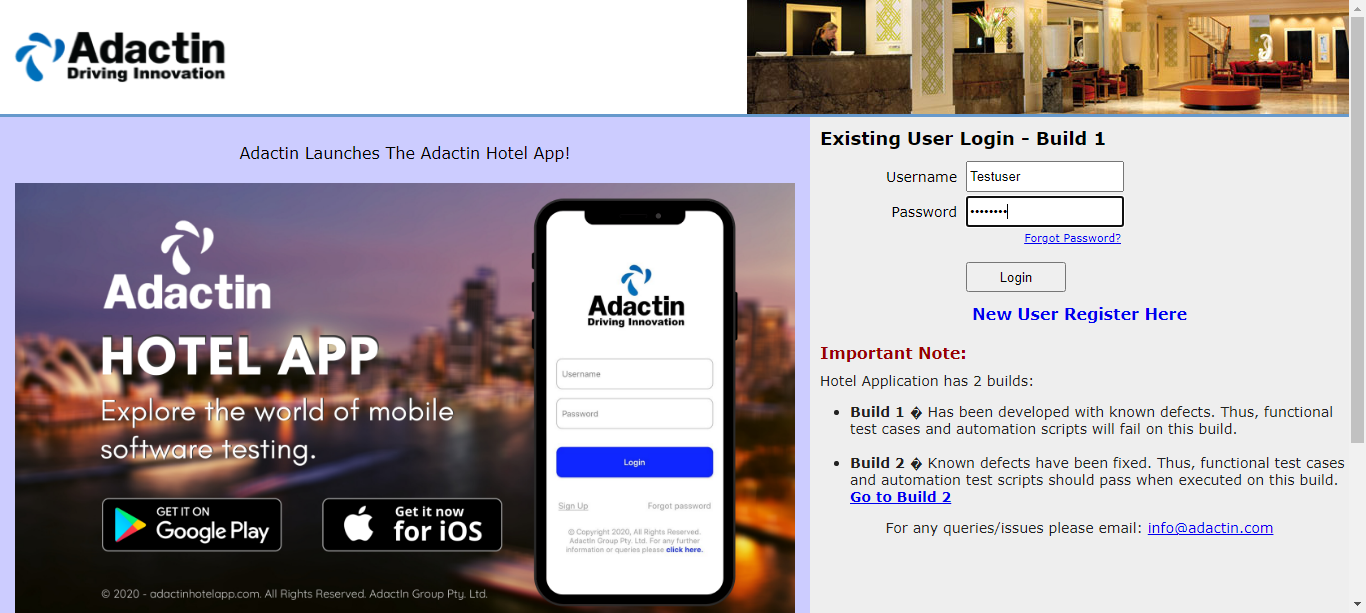 Adactin
Driving Innovation
Adactin Launches The Adactin Hotel App!
Adactin
HOTEL APP
Explore the world of mobile
software testing.
GET IT ON
Google Play
Get it now
for iOS
© 2020 - adactinhotelapp.com. All Rights Reserved. AdactIn Group Pty. Ltd.
Adactin
Driving Innovation
Username
Password
Login
Sign Up Forgot password
© Copyright 2020, All Rights Reserved.
AdactIn Group Pty. Ltd. For any further
information or queries please click here.
Existing User Login - Build 1
Username Testuser
Password ••••••••
Forgot Password?
Login
New User Register Here
Important Note:
Hotel Application has 2 builds:
• Build 1 � Has been developed with known defects. Thus, functional
test cases and automation scripts will fail on this build.
• Build 2 � Known defects have been fixed. Thus, functional test cases
and automation test scripts should pass when executed on this build.
Go to Build 2
For any queries/issues please email: info@adactin.com